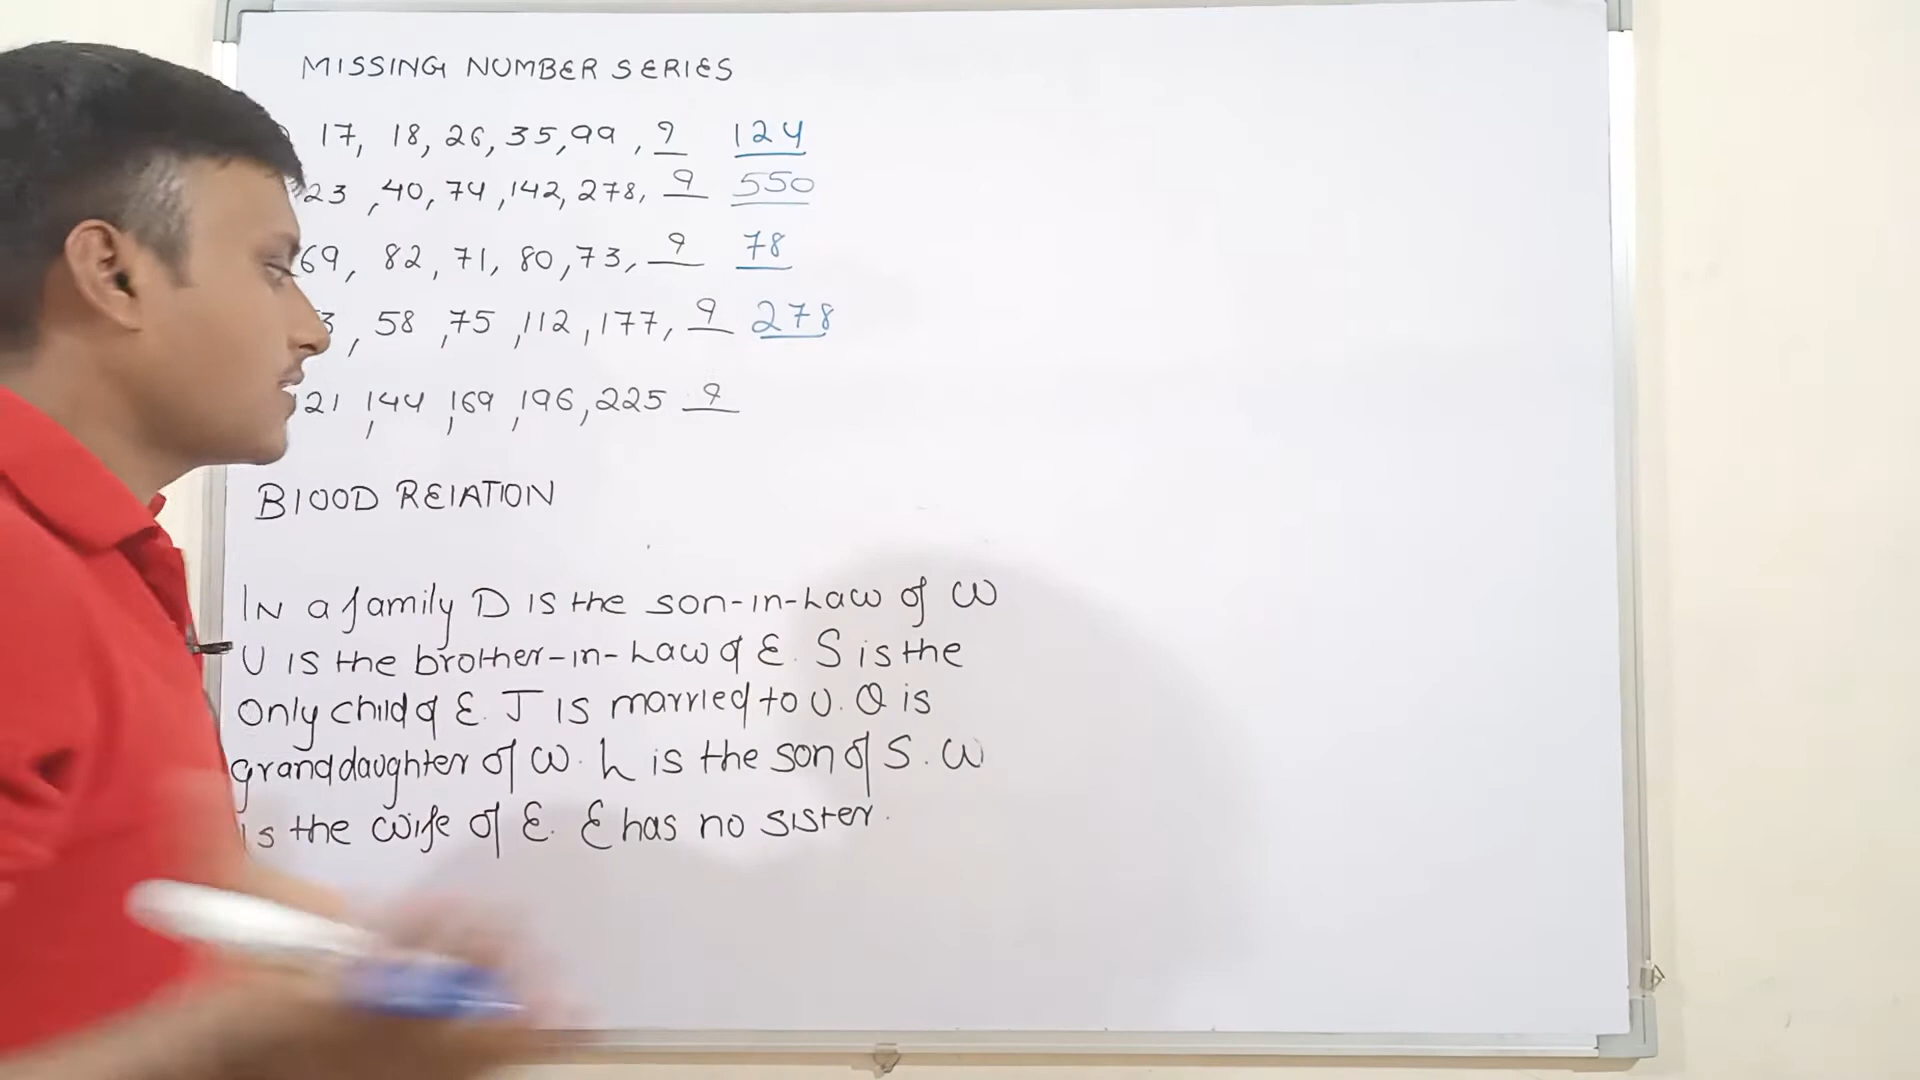 MISSING NUMBER SERIES
17, 18, 26, 35, 99, ? 124
23, 40, 74, 142, 278, ? 550
69, 82, 71, 80, 73, ? 78
3, 58, 75, 112, 177, ? 278
21, 144, 169, 196, 225 ?
BLOOD RELATION
IN a family D is the son-in-Law of W
U is the brother-in-Law of E. S is the
Only child of E. J is married to U. Q is
granddaughter of W. L is the son of S. W
is the wife of E. E has no sister.